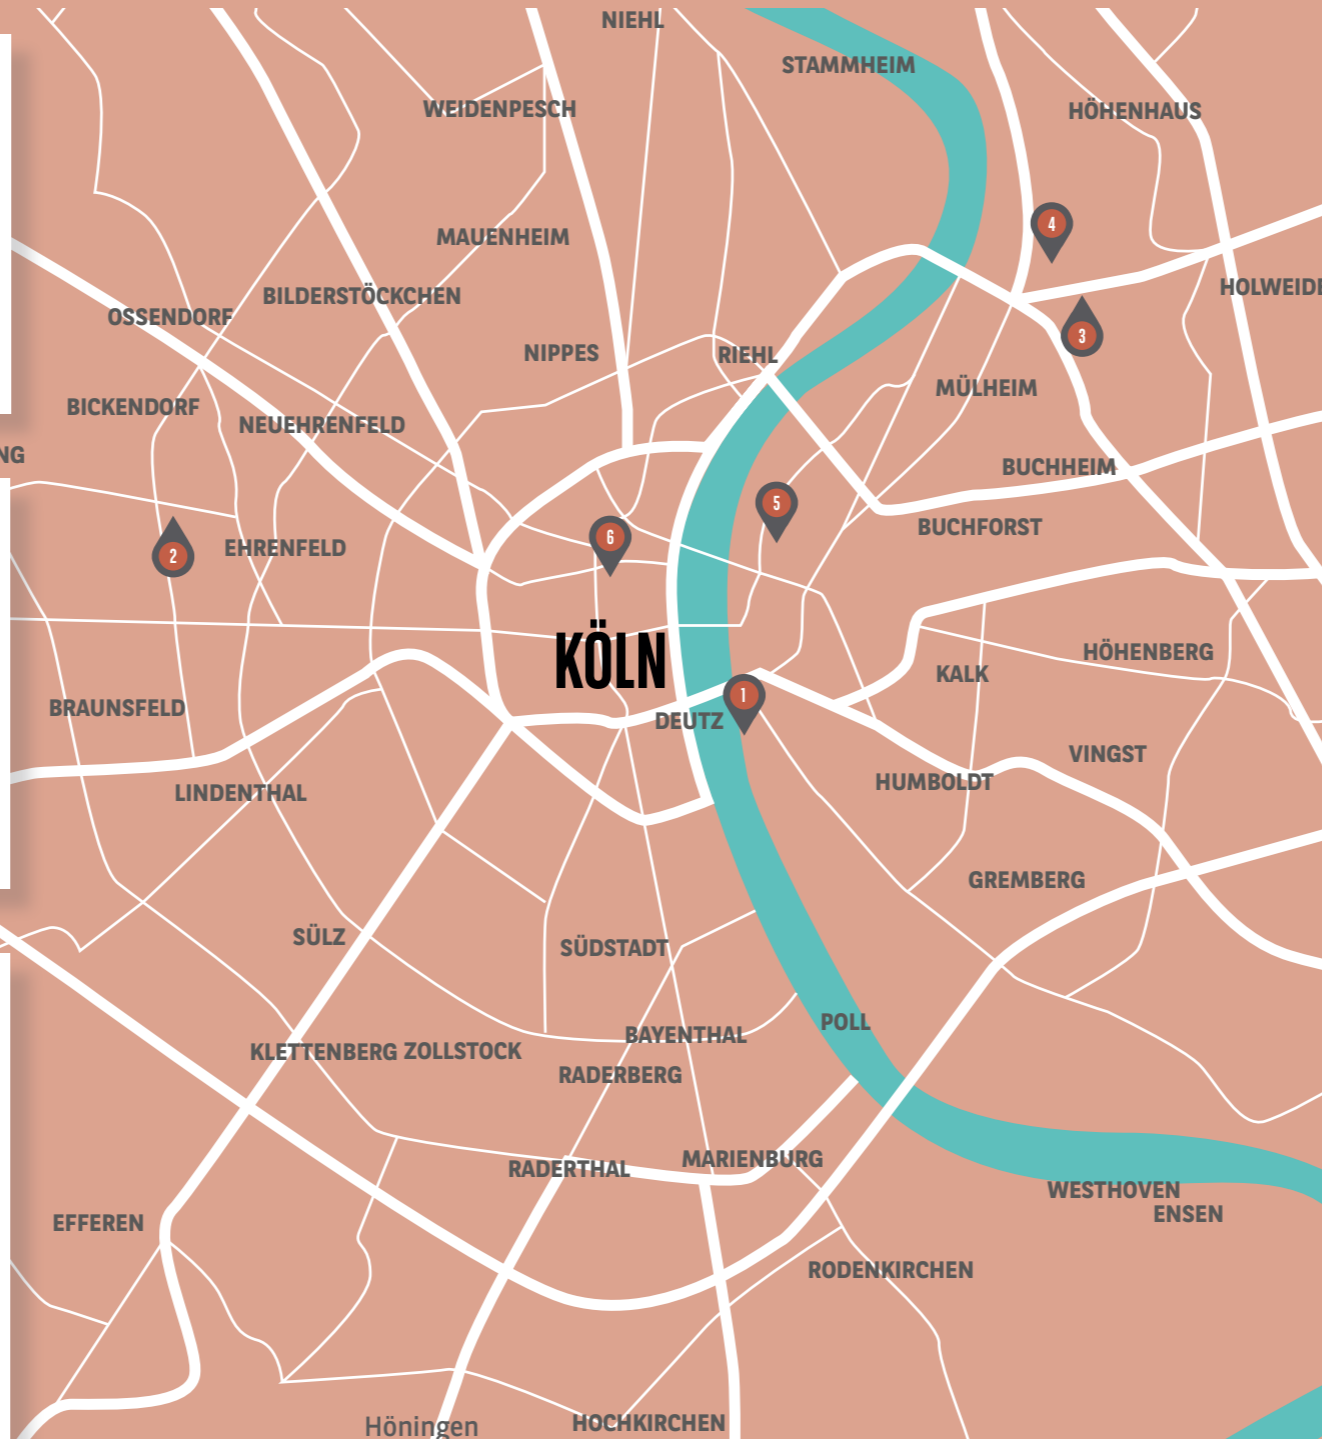 NIEHL
STAMMHEIM
WEIDENPESCH
HÖHENHAUS
4
MAUENHEIM
HOLWEIDE
BILDERSTÖCKCHEN
OSSENDORF
3
NIPPES
RIEHL
MÜLHEIM
BICKENDORF
NEUEHRENFELD
NG
BUCHHEIM
5
BUCHFORST
6
2
EHRENFELD
KÖLN
HÖHENBERG
KALK
1
BRAUNSFELD
DEUTZ
VINGST
HUMBOLDT
LINDENTHAL
GREMBERG
SÜLZ
SÜDSTADT
POLL
BAYENTHAL
KLETTENBERG ZOLLSTOCK
RADERBERG
MARIENBURG
RADERTHAL
WESTHOVEN
ENSEN
EFFEREN
RODENKIRCHEN
HOCHKIRCHEN
Höningen